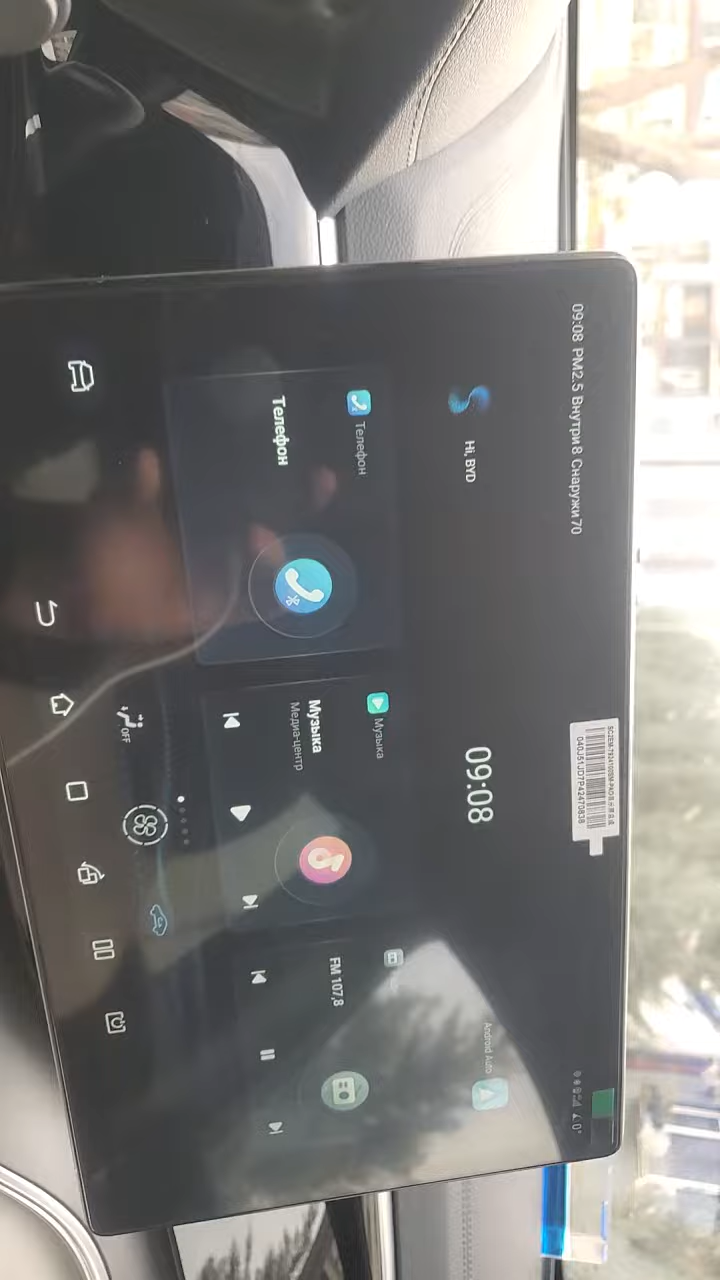 09:08 PM2.5 Внутри8 Снаружи70
Hi, BYD
09:08
Android Auto
Телефон
Телефон
Музыка
Музыка
Медиа-центр
FM 107,8
OFF
040J51JD7P42470838